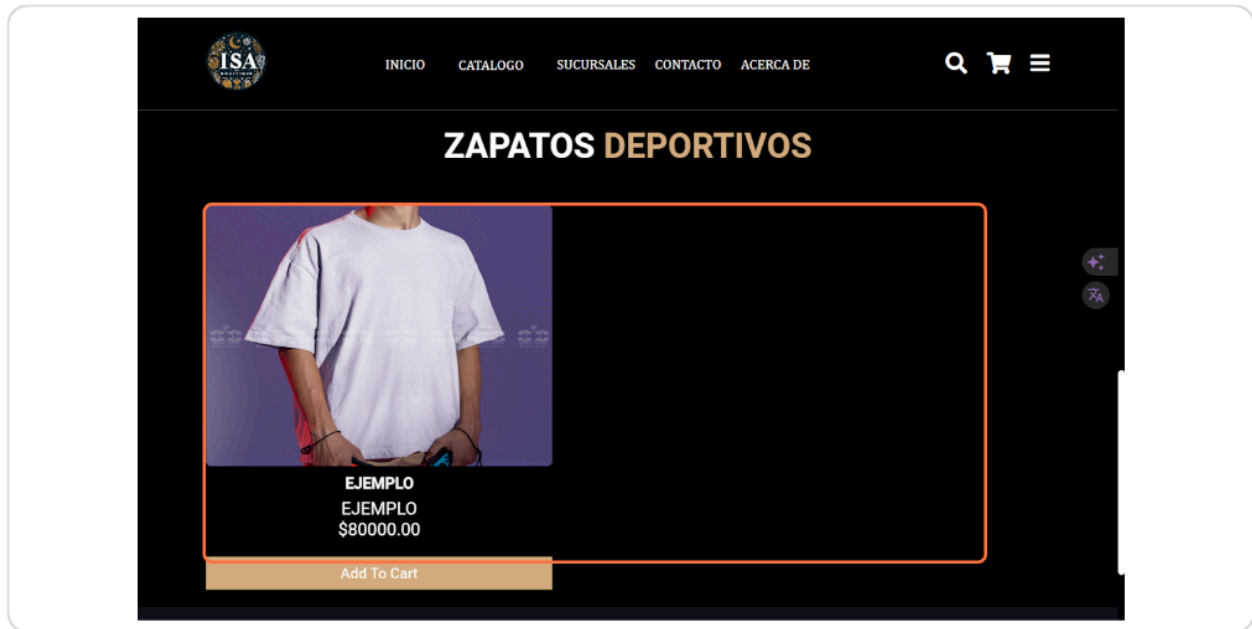 ISA
INICIO CATALOGO SUCURSALES CONTACTO ACERCA DE
ZAPATOS DEPORTIVOS
EJEMPLO
EJEMPLO
$80000.00
Add To Cart